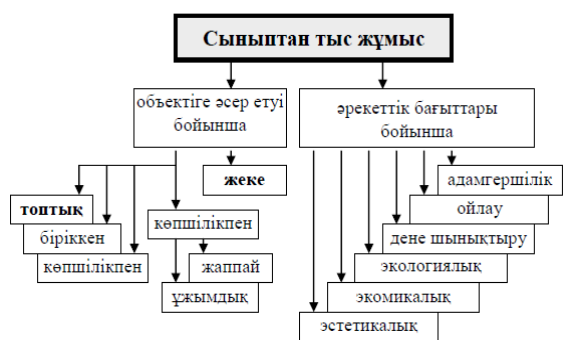 Сыныптан тыс жұмыс
объектіге әсер етуі
бойынша
әрекеттік бағыттары
бойынша
жеке
топтық
біріккен
көпшілікпен
көпшілікпен
жаппай
ұжымдық
адамгершілік
ойлау
дене шынықтыру
экологиялық
экомикалық
эстетикалық